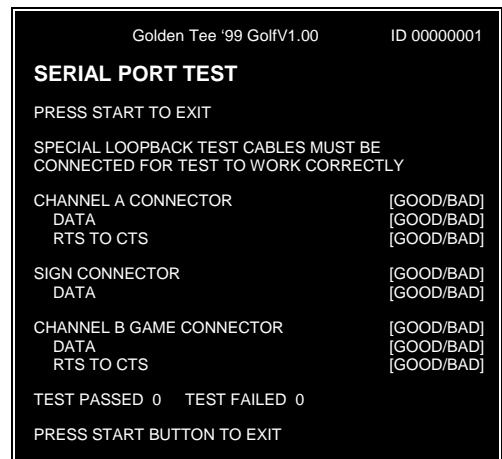 Golden Tee '99 GolfV1.00 ID 00000001
SERIAL PORT TEST
PRESS START TO EXIT
SPECIAL LOOPBACK TEST CABLES MUST BE
CONNECTED FOR TEST TO WORK CORRECTLY
CHANNEL A CONNECTOR [GOOD/BAD]
DATA [GOOD/BAD]
RTS TO CTS [GOOD/BAD]
SIGN CONNECTOR [GOOD/BAD]
DATA [GOOD/BAD]
CHANNEL B GAME CONNECTOR [GOOD/BAD]
DATA [GOOD/BAD]
RTS TO CTS [GOOD/BAD]
TEST PASSED 0 TEST FAILED 0
PRESS START BUTTON TO EXIT